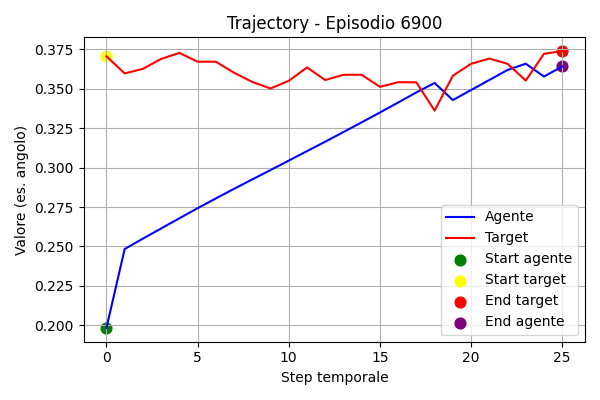 Trajectory - Episodio 6900
Valore (es. angolo)
0.375
0.350
0.325
0.300
0.275
0.250
0.225
0.200
Agente
Target
Start agente
Start target
End target
End agente
0 5 10 15 20 25
Step temporale